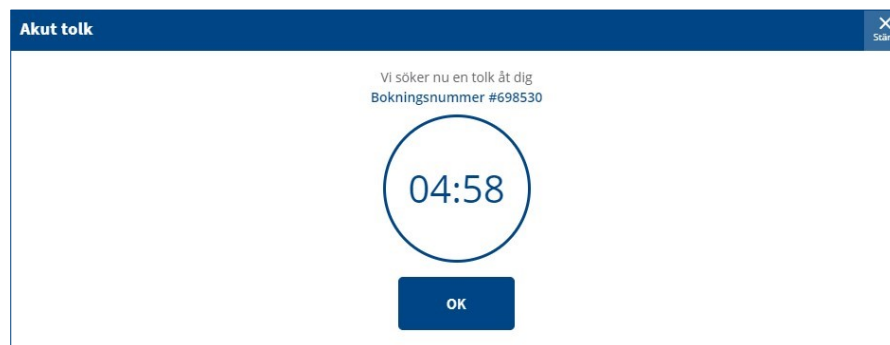 Akut tolk
Vi söker nu en tolk åt dig
Bokningsnummer #698530
04:58
OK